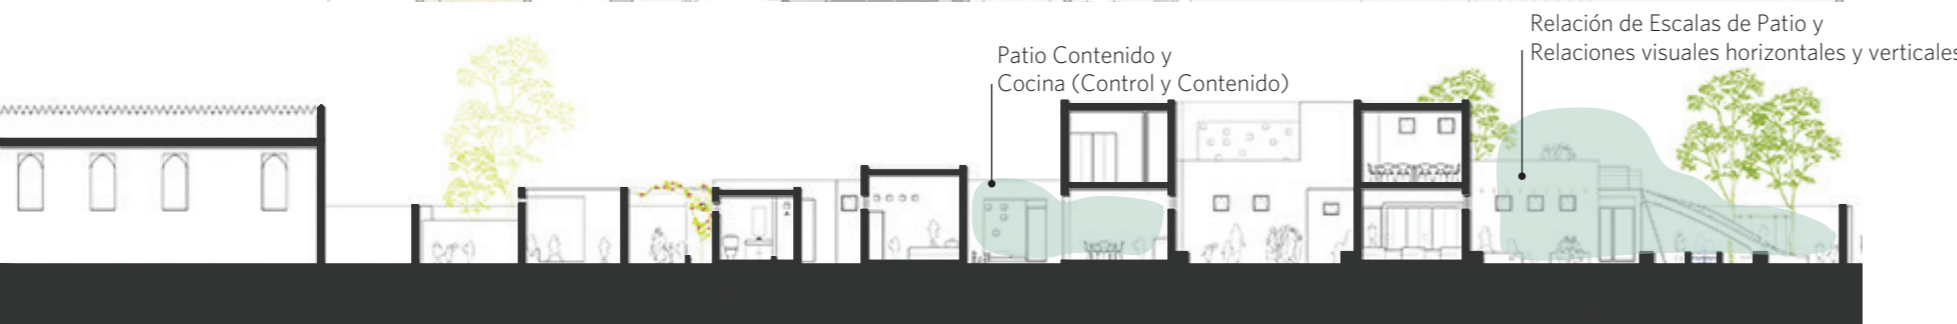 Relación de Escalas de Patio y
Relaciones visuales horizontales y verticales
Patio Contenido y
Cocina (Control y Contenido)